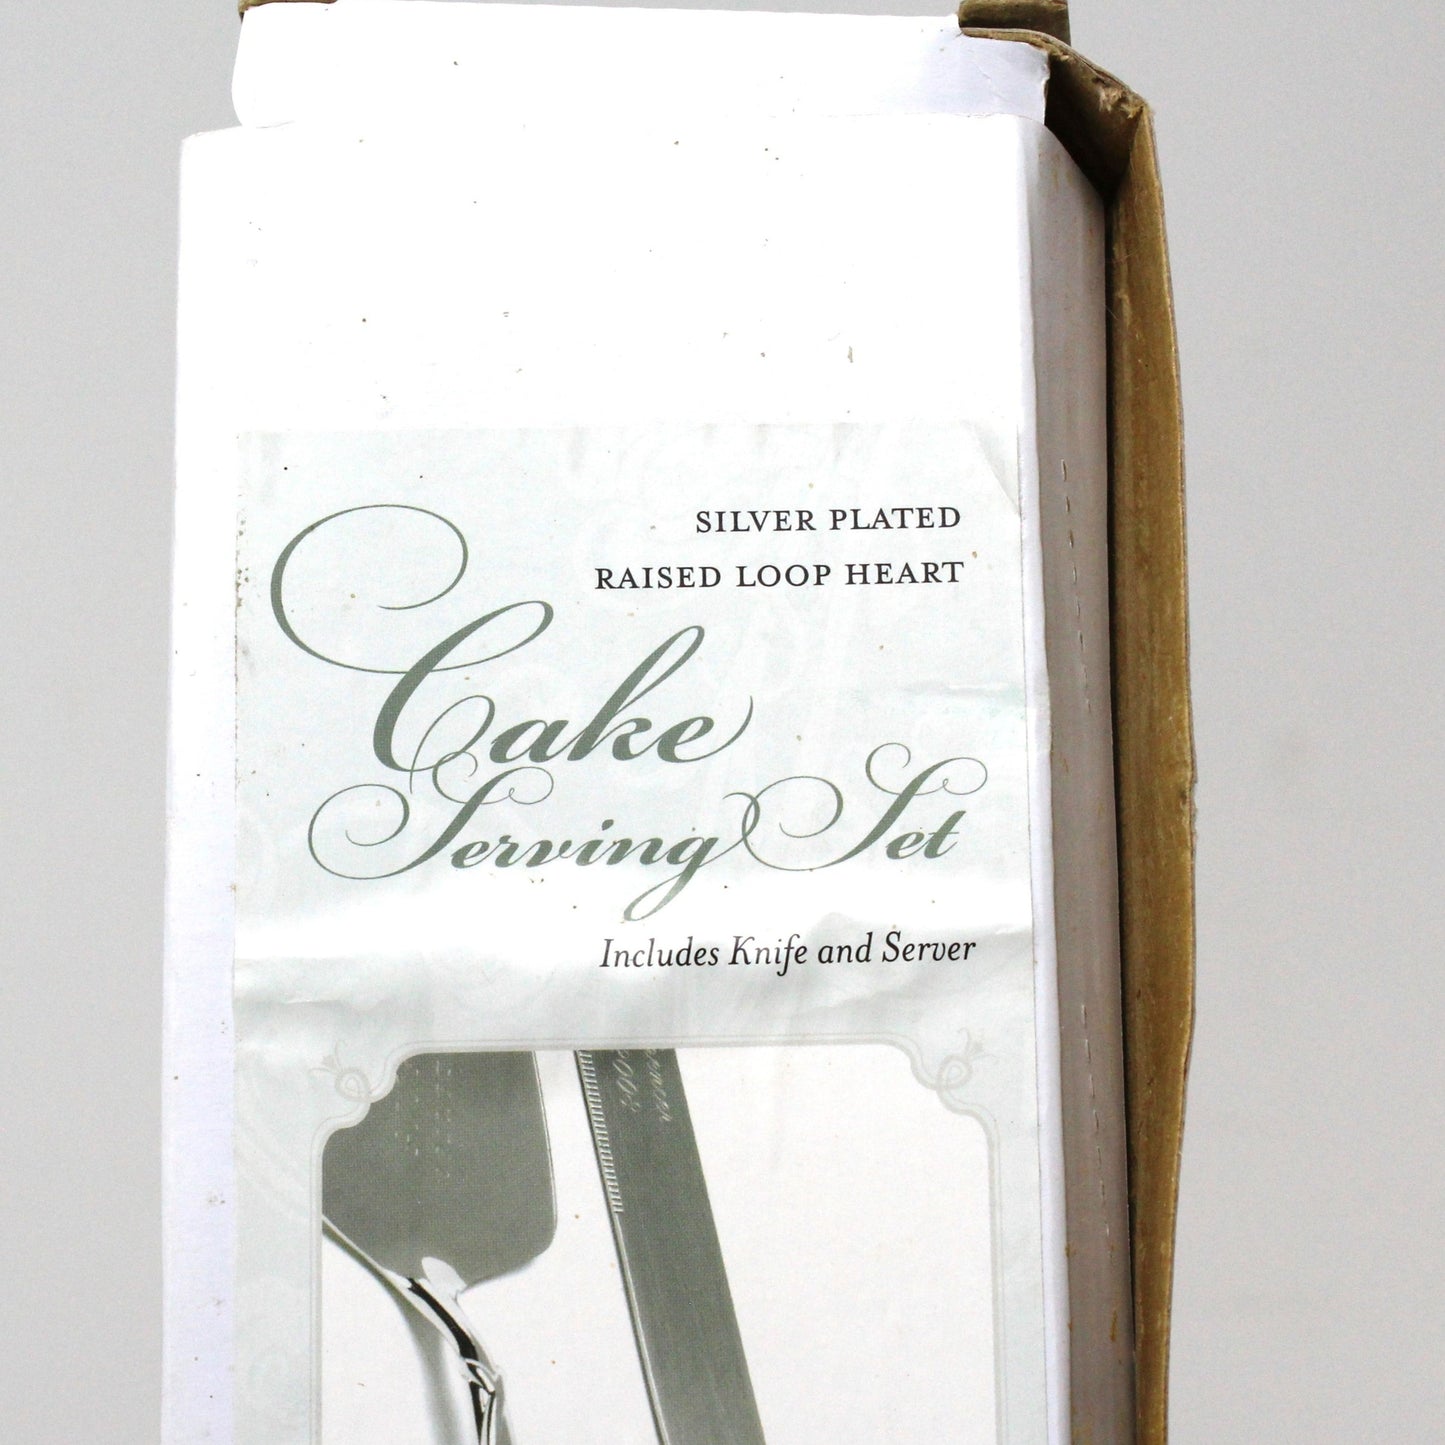 SILVER PLATED
RAISED LOOP HEART
Cake
Serving Set
Includes Knife and Server